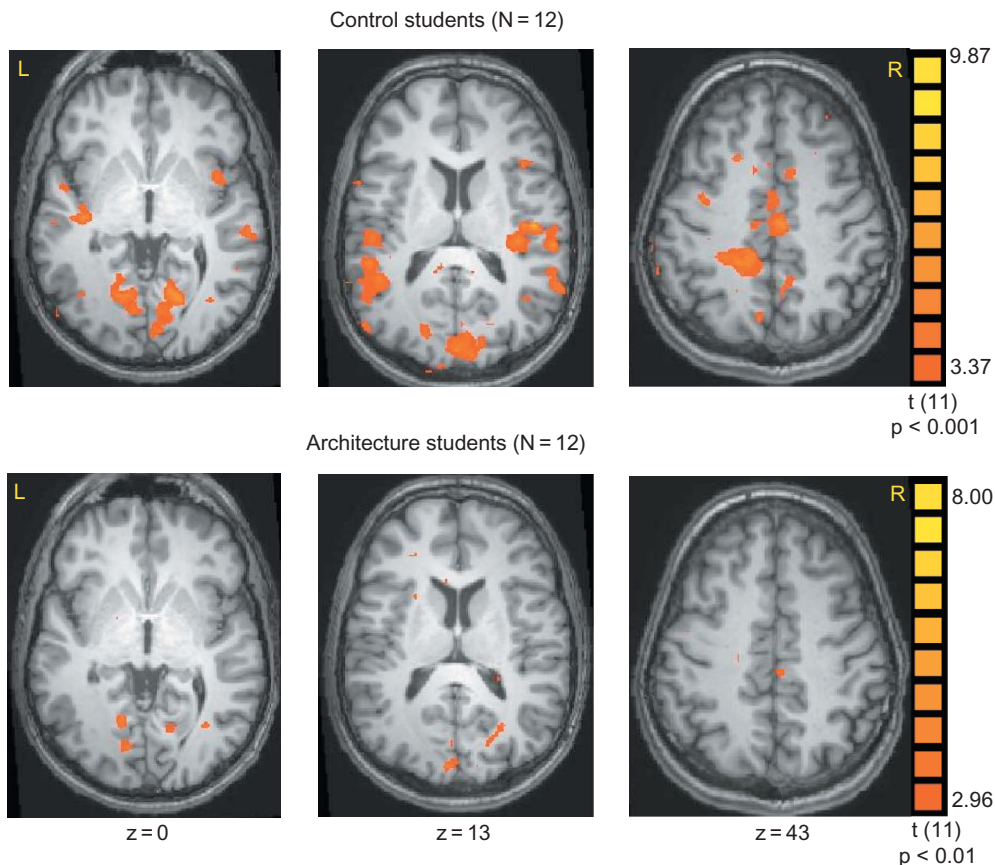 Control students (N = 12)
L
R
9.87
3.37
t (11)
p < 0.001
Architecture students (N = 12)
L
R
8.00
2.96
z = 0
z = 13
z = 43
t (11)
p < 0.01